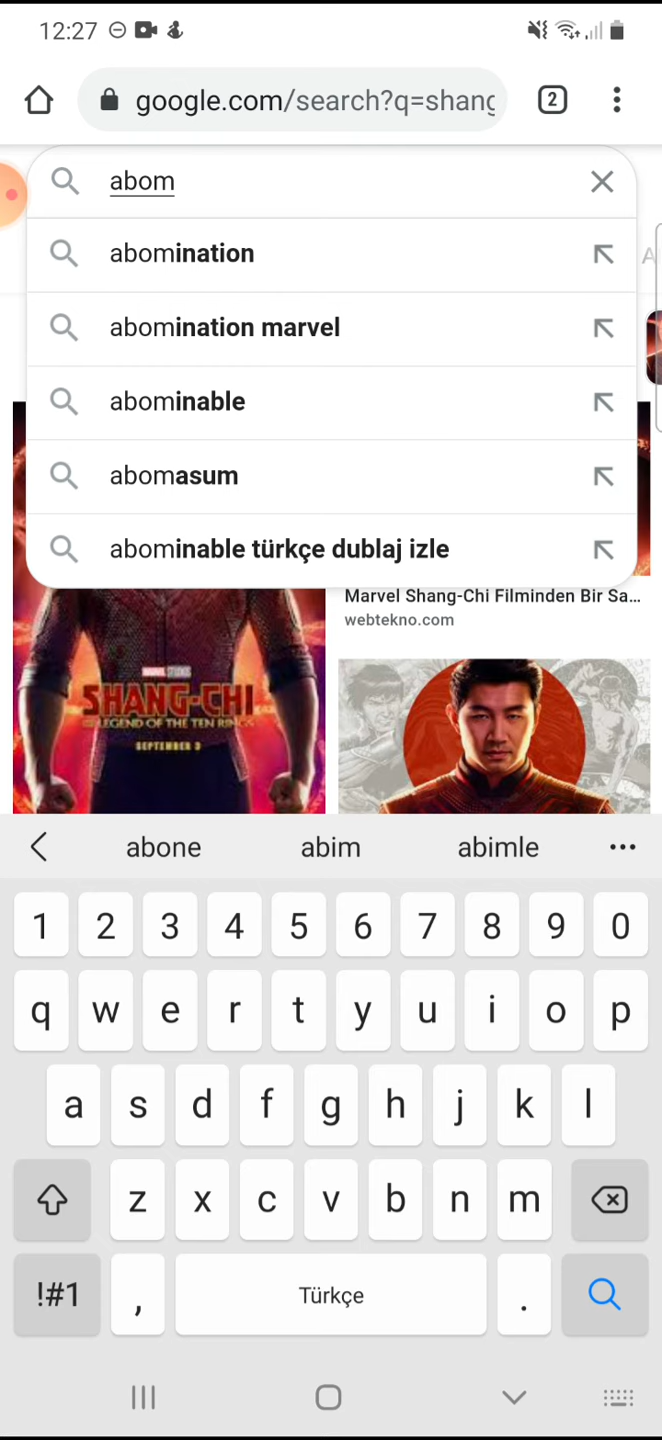 12:27
google.com/search?q=shang
2
abom
abomination
abomination marvel
abominable
abomasum
abominable türkçe dublaj izle
A
Marvel Shang-Chi Filminden Bir Sa...
webtekno.com
MARVEL STUDIOS
SHANG-CHI
LEGEND OF THE TEN RINGS
SEPTEMBER 3
abone abim abimle
1 2 3 4 5 6 7 8 9 0
q w e r t y u i o p
a s d f g h j k l
z x c v b n m
!#1 , Türkçe .